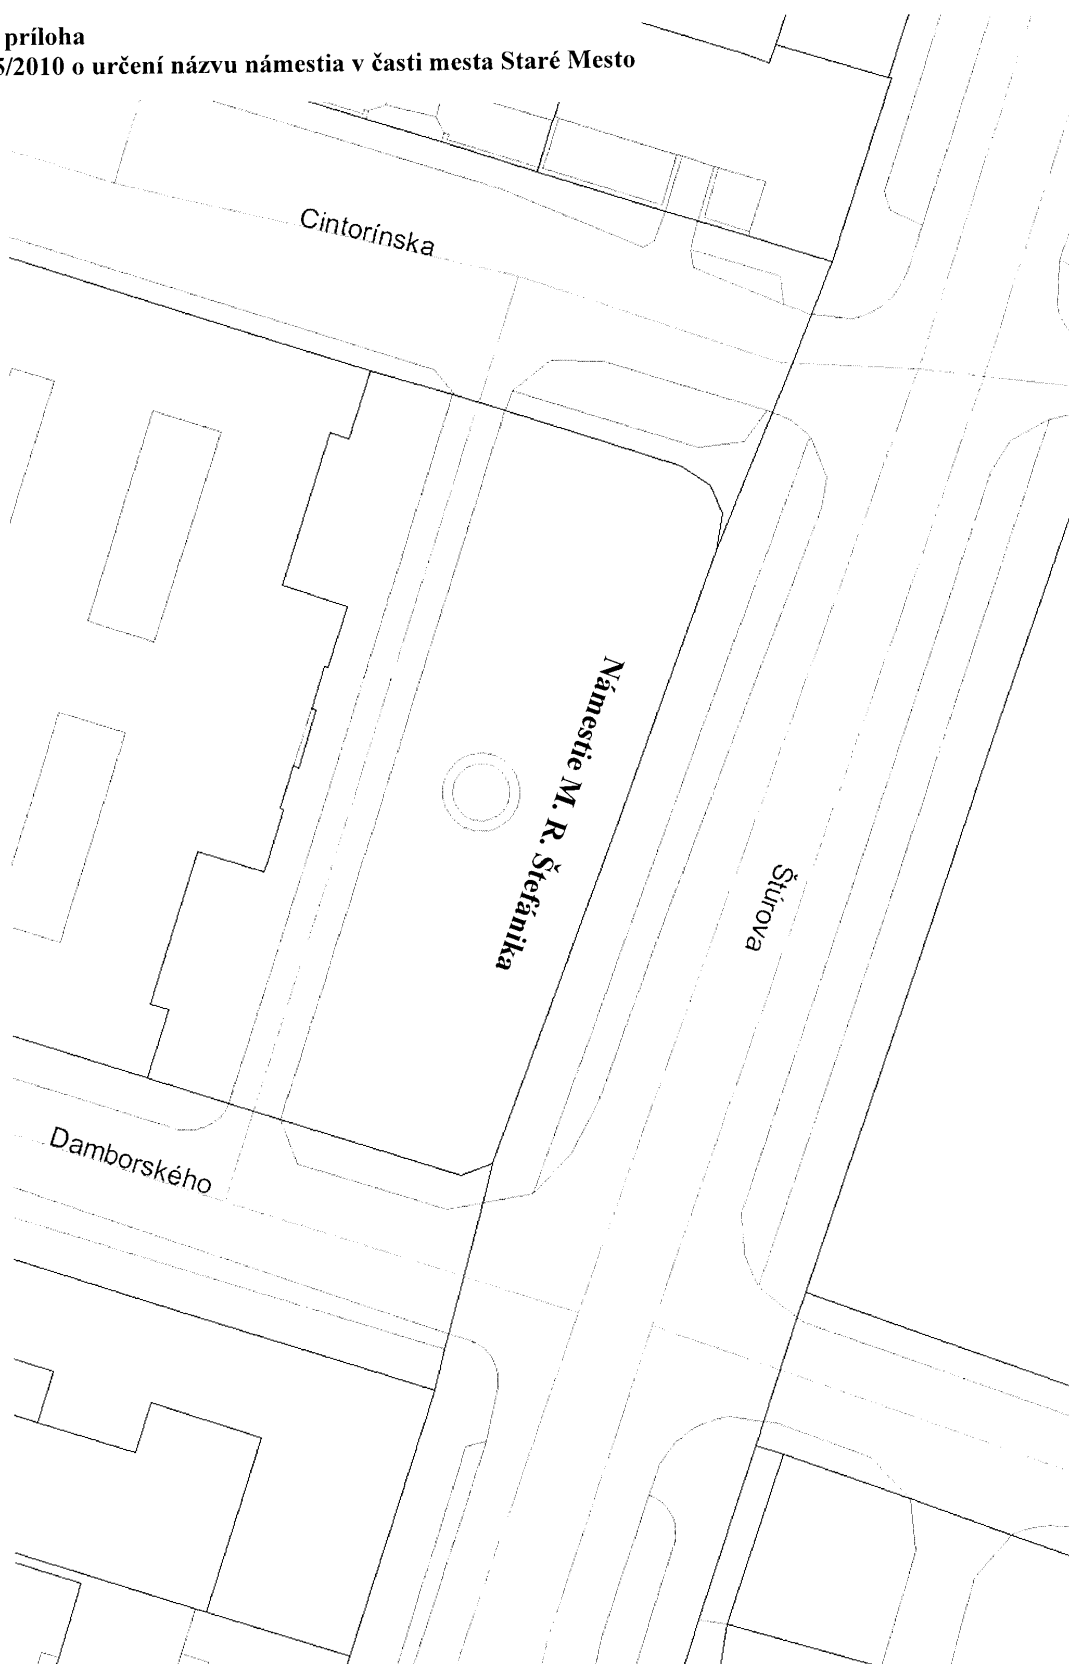 príloha
5/2010 o určení názvu námestia v časti mesta Staré Mesto
Cintorínska
Námestie M. R. Štefánika
Štúrova
Damborského